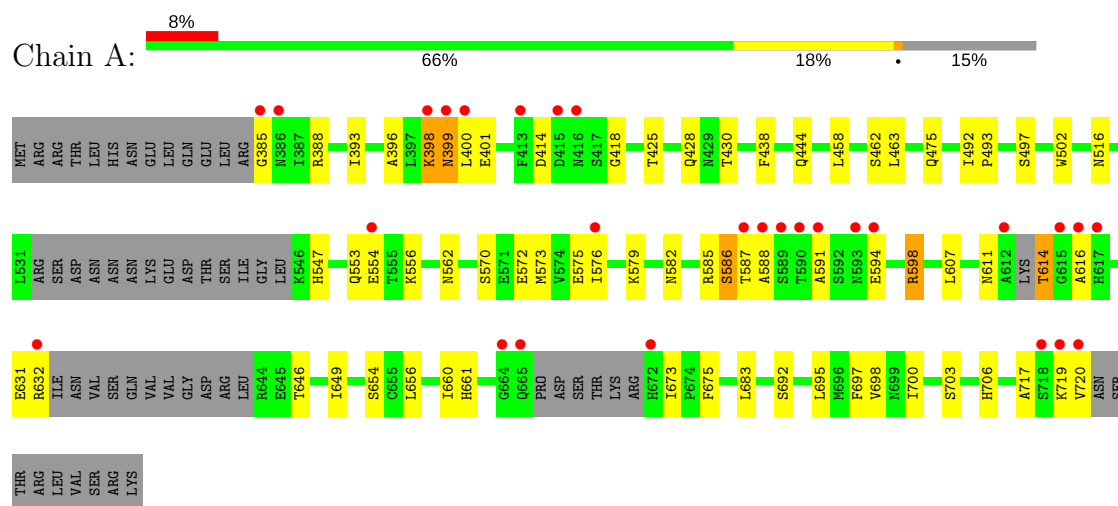 8%
Chain A:
66% 18% • 15%
MET ARG ARG THR LEU HIS ASN GLU LEU GLN GLU LEU ARG G385 N386 I387 R388 I393 A396 L397 K398 N399 L400 E401 F413 D414 D415 N416 S417 G418 T425 Q428 N429 T430 F438 Q444 L458 S462 L463 Q475 I492 P493 S497 W502 N516
L531 ARG SER ASP ASN ASN ASN LYS GLU ASP THR SER ILE GLY LEU K546 H547 Q553 E554 T555 K556 N562 S570 E571 E572 M573 V574 E575 I576 K579 N582 R585 S586 T587 A588 S589 T590 A591 S592 N593 E594 R598 L607 N611 A612 LYS T614 G615 A616 H617
E631 R632 ILE ASN VAL SER GLN VAL VAL GLY ASP ARG LEU R644 E645 T646 I649 S654 C655 L656 I660 H661 G664 Q665 PRO ASP SER THR LYS ARG H672 I673 P674 F675 L683 S692 L695 M696 F697 V698 N699 I700 S703 H706 A717 S718 K719 V720 ASN SER
THR ARG LEU VAL SER ARG LYS